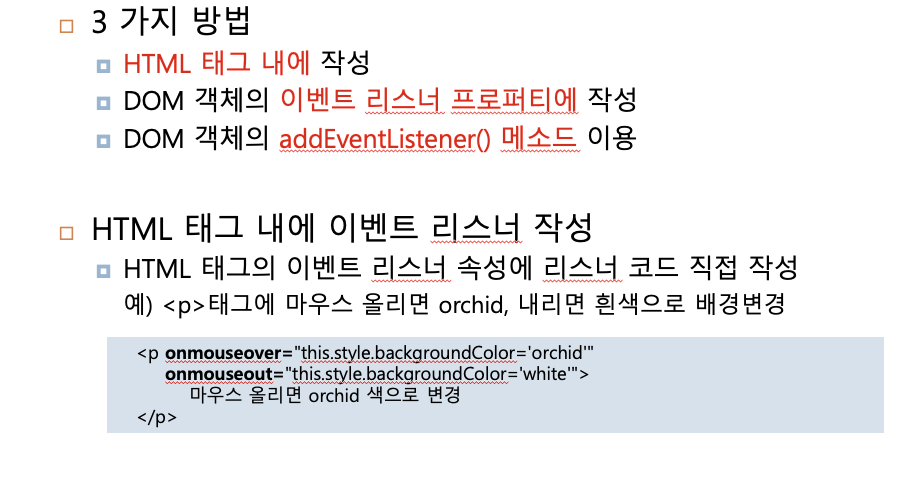 3 가지 방법
HTML 태그 내에 작성
DOM 객체의 이벤트 리스너 프로퍼티에 작성
DOM 객체의 addEventListener() 메소드 이용
HTML 태그 내에 이벤트 리스너 작성
HTML 태그의 이벤트 리스너 속성에 리스너 코드 직접 작성
예) <p>태그에 마우스 올리면 orchid, 내리면 흰색으로 배경변경
<p onmouseover="this.style.backgroundColor='orchid'"
onmouseout="this.style.backgroundColor='white'">
마우스 올리면 orchid 색으로 변경
</p>